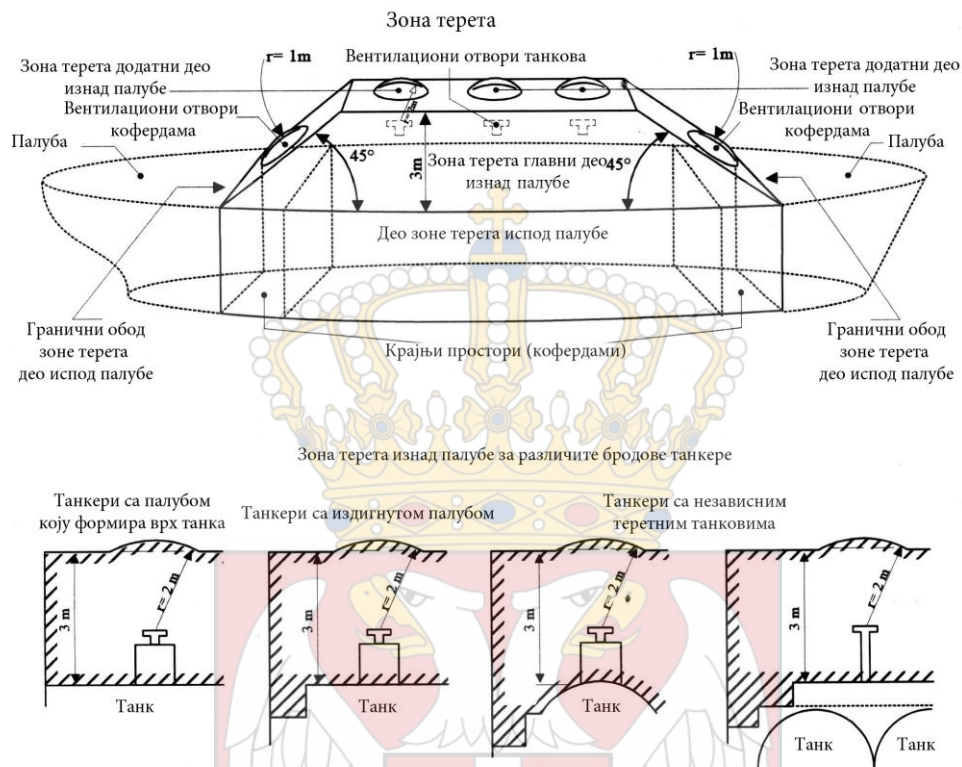 Зона терета
r= 1m
Вентилациони отвори танкова
r= 1m
Зона терета додатни део
изнад палубе
Зона терета додатни део
изнад палубе
Вентилациони отвори
кофердама
Вентилациони отвори
кофердама
Палуба
Палуба
r= 2m
45°
3m
Зона терета главни део
изнад палубе
45°
Део зоне терета испод палубе
Гранични обод
зоне терета
део испод палубе
Крајњи простори (кофердами)
Гранични обод
зоне терета
део испод палубе
Зона терета изнад палубе за различите бродове танкере
Танкери са палубом
коју формира врх танка
Танкери са издигнутом палубом
Танкери са независним
теретним танковима
3 m
r= 2 m
3 m
r= 2 m
3 m
r= 2 m
3 m
r= 2 m
Танк
Танк
Танк
Танк
Танк